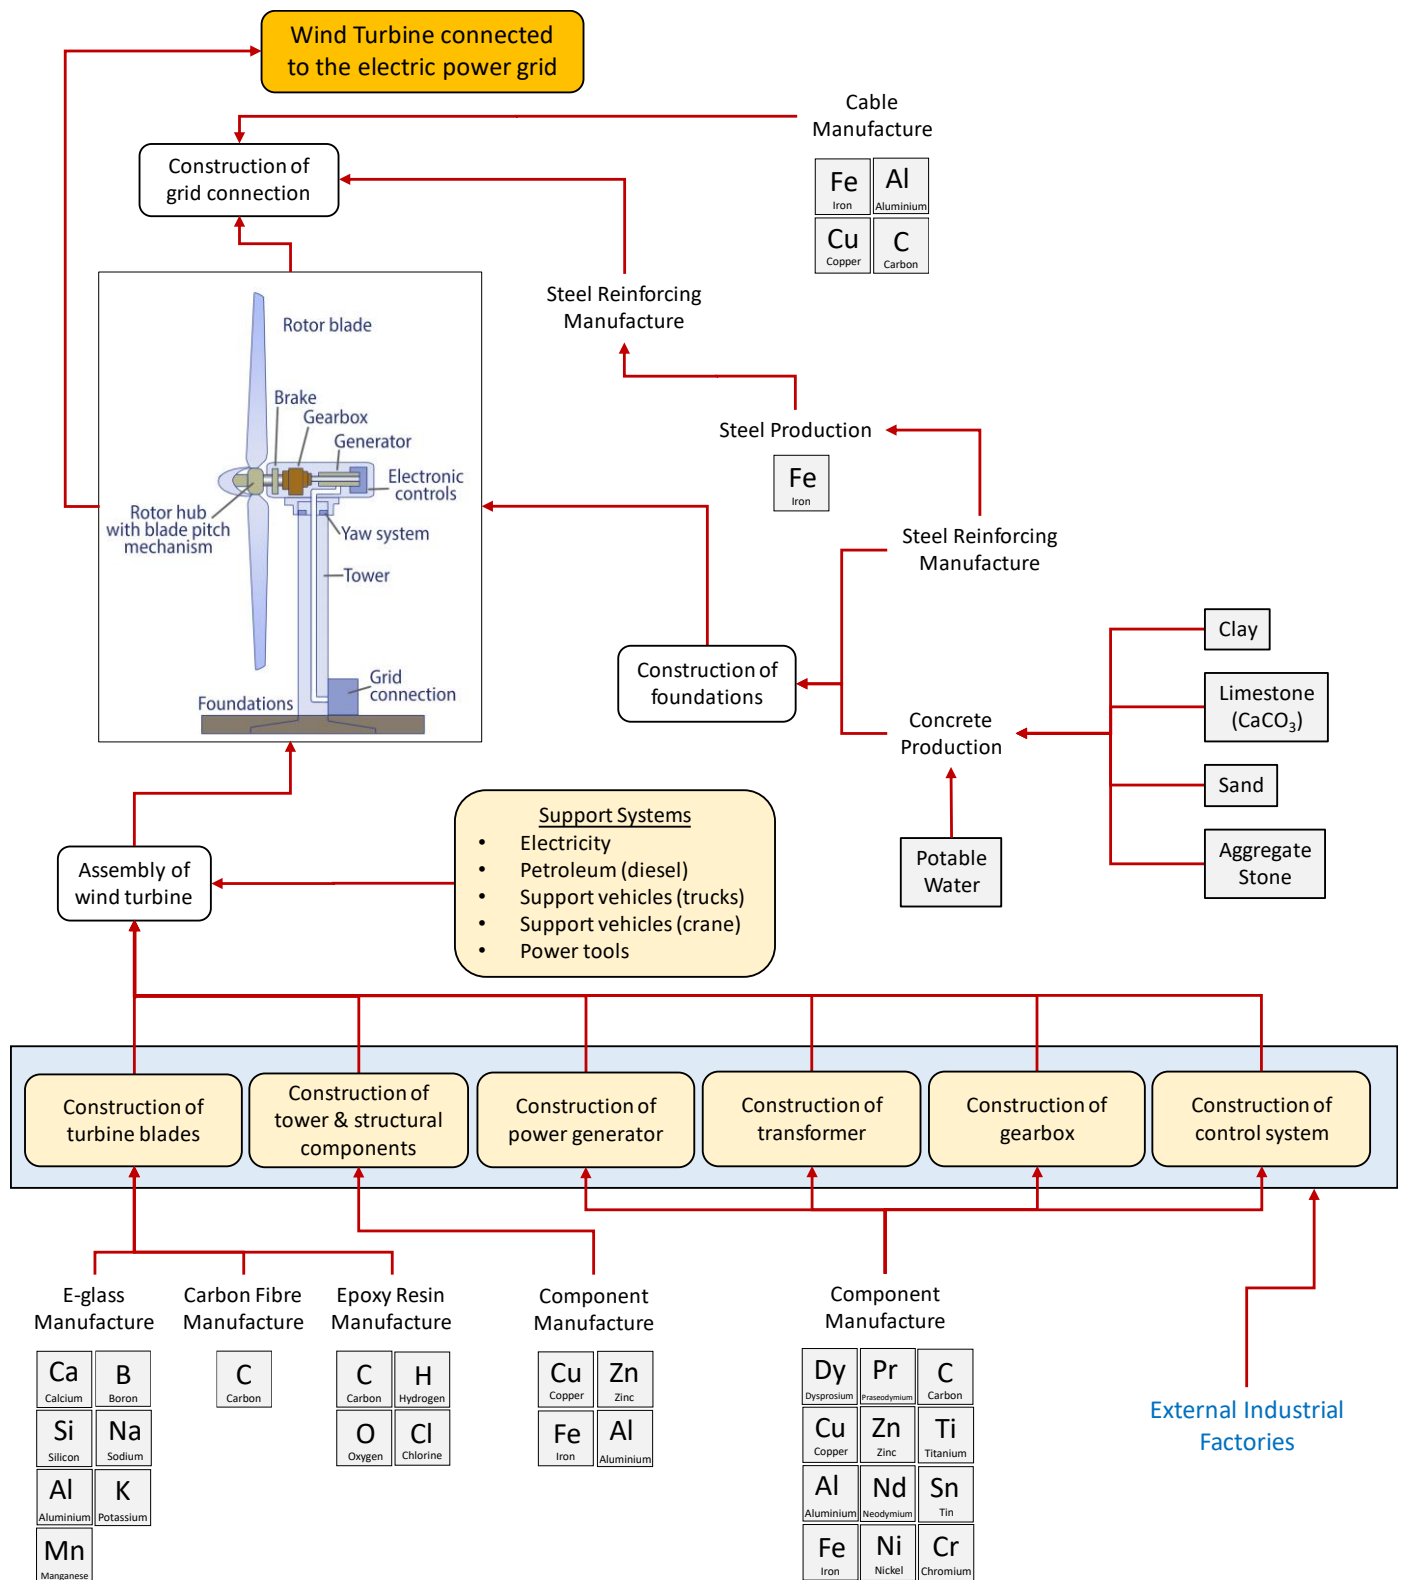 Wind Turbine connected
to the electric power grid
Cable
Manufacture
Fe
Iron
Al
Aluminium
Cu
Copper
C
Carbon
Construction of
grid connection
Steel Reinforcing
Manufacture
Rotor blade
Brake
Gearbox
Generator
Electronic
controls
Rotor hub
with blade pitch
mechanism
Yaw system
Tower
Grid
connection
Foundations
Steel Production
Fe
Iron
Steel Reinforcing
Manufacture
Construction of
foundations
Concrete
Production
Clay
Limestone
(CaCO₃)
Sand
Aggregate
Stone
Potable
Water
Assembly of
wind turbine
Support Systems
• Electricity
• Petroleum (diesel)
• Support vehicles (trucks)
• Support vehicles (crane)
• Power tools
Construction of
turbine blades
Construction of
tower & structural
components
Construction of
power generator
Construction of
transformer
Construction of
gearbox
Construction of
control system
E-glass
Manufacture
Ca
Calcium
B
Boron
Si
Silicon
Na
Sodium
Al
Aluminium
K
Potassium
Mn
Manganese
Carbon Fibre
Manufacture
C
Carbon
Epoxy Resin
Manufacture
C
Carbon
H
Hydrogen
O
Oxygen
Cl
Chlorine
Component
Manufacture
Cu
Copper
Zn
Zinc
Fe
Iron
Al
Aluminium
Component
Manufacture
Dy
Dysprosium
Pr
Praseodymium
C
Carbon
Cu
Copper
Zn
Zinc
Ti
Titanium
Al
Aluminium
Nd
Neodymium
Sn
Tin
Fe
Iron
Ni
Nickel
Cr
Chromium
External Industrial
Factories